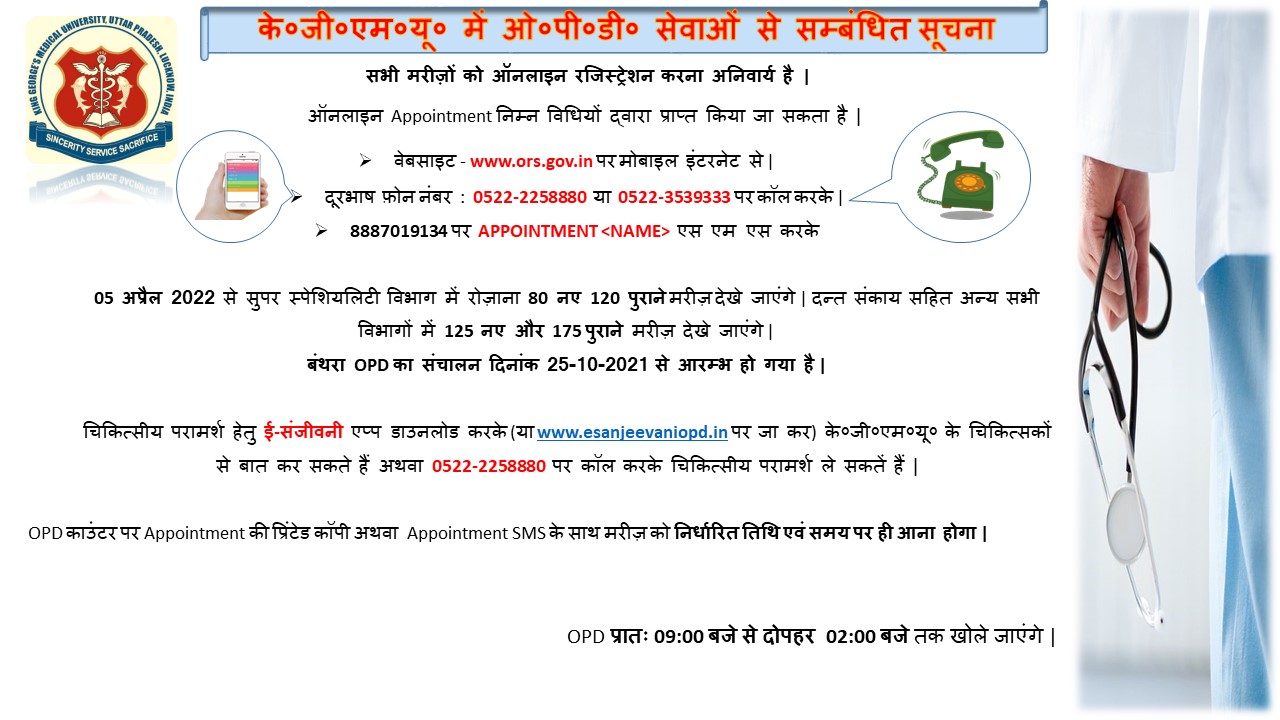 के०जी०एम०यू० में ओ०पी०डी० सेवाओं से सम्बंधित सूचना
KING GEORGE'S MEDICAL UNIVERSITY, UTTAR PRADESH, LUCKNOW, INDIA
SINCERITY SERVICE SACRIFICE
सभी मरीज़ों को ऑनलाइन रजिस्ट्रेशन करना अनिवार्य है |
ऑनलाइन Appointment निम्न विधियों द्वारा प्राप्त किया जा सकता है |
➢ वेबसाइट - www.ors.gov.in पर मोबाइल इंटरनेट से |
➢ दूरभाष फ़ोन नंबर : 0522-2258880 या 0522-3539333 पर कॉल करके |
➢ 8887019134 पर APPOINTMENT <NAME> एस एम एस करके
05 अप्रैल 2022 से सुपर स्पेशियलिटी विभाग में रोज़ाना 80 नए 120 पुराने मरीज़ देखे जाएंगे | दन्त संकाय सहित अन्य सभी
विभागों में 125 नए और 175 पुराने मरीज़ देखे जाएंगे |
बंथरा OPD का संचालन दिनांक 25-10-2021 से आरम्भ हो गया है |
चिकित्सीय परामर्श हेतु ई-संजीवनी एप्प डाउनलोड करके (या www.esanjeevaniopd.in पर जा कर) के०जी०एम०यू० के चिकित्सकों
से बात कर सकते हैं अथवा 0522-2258880 पर कॉल करके चिकित्सीय परामर्श ले सकतें हैं |
OPD काउंटर पर Appointment की प्रिंटेड कॉपी अथवा Appointment SMS के साथ मरीज़ को निर्धारित तिथि एवं समय पर ही आना होगा |
OPD प्रातः 09:00 बजे से दोपहर 02:00 बजे तक खोले जाएंगे |